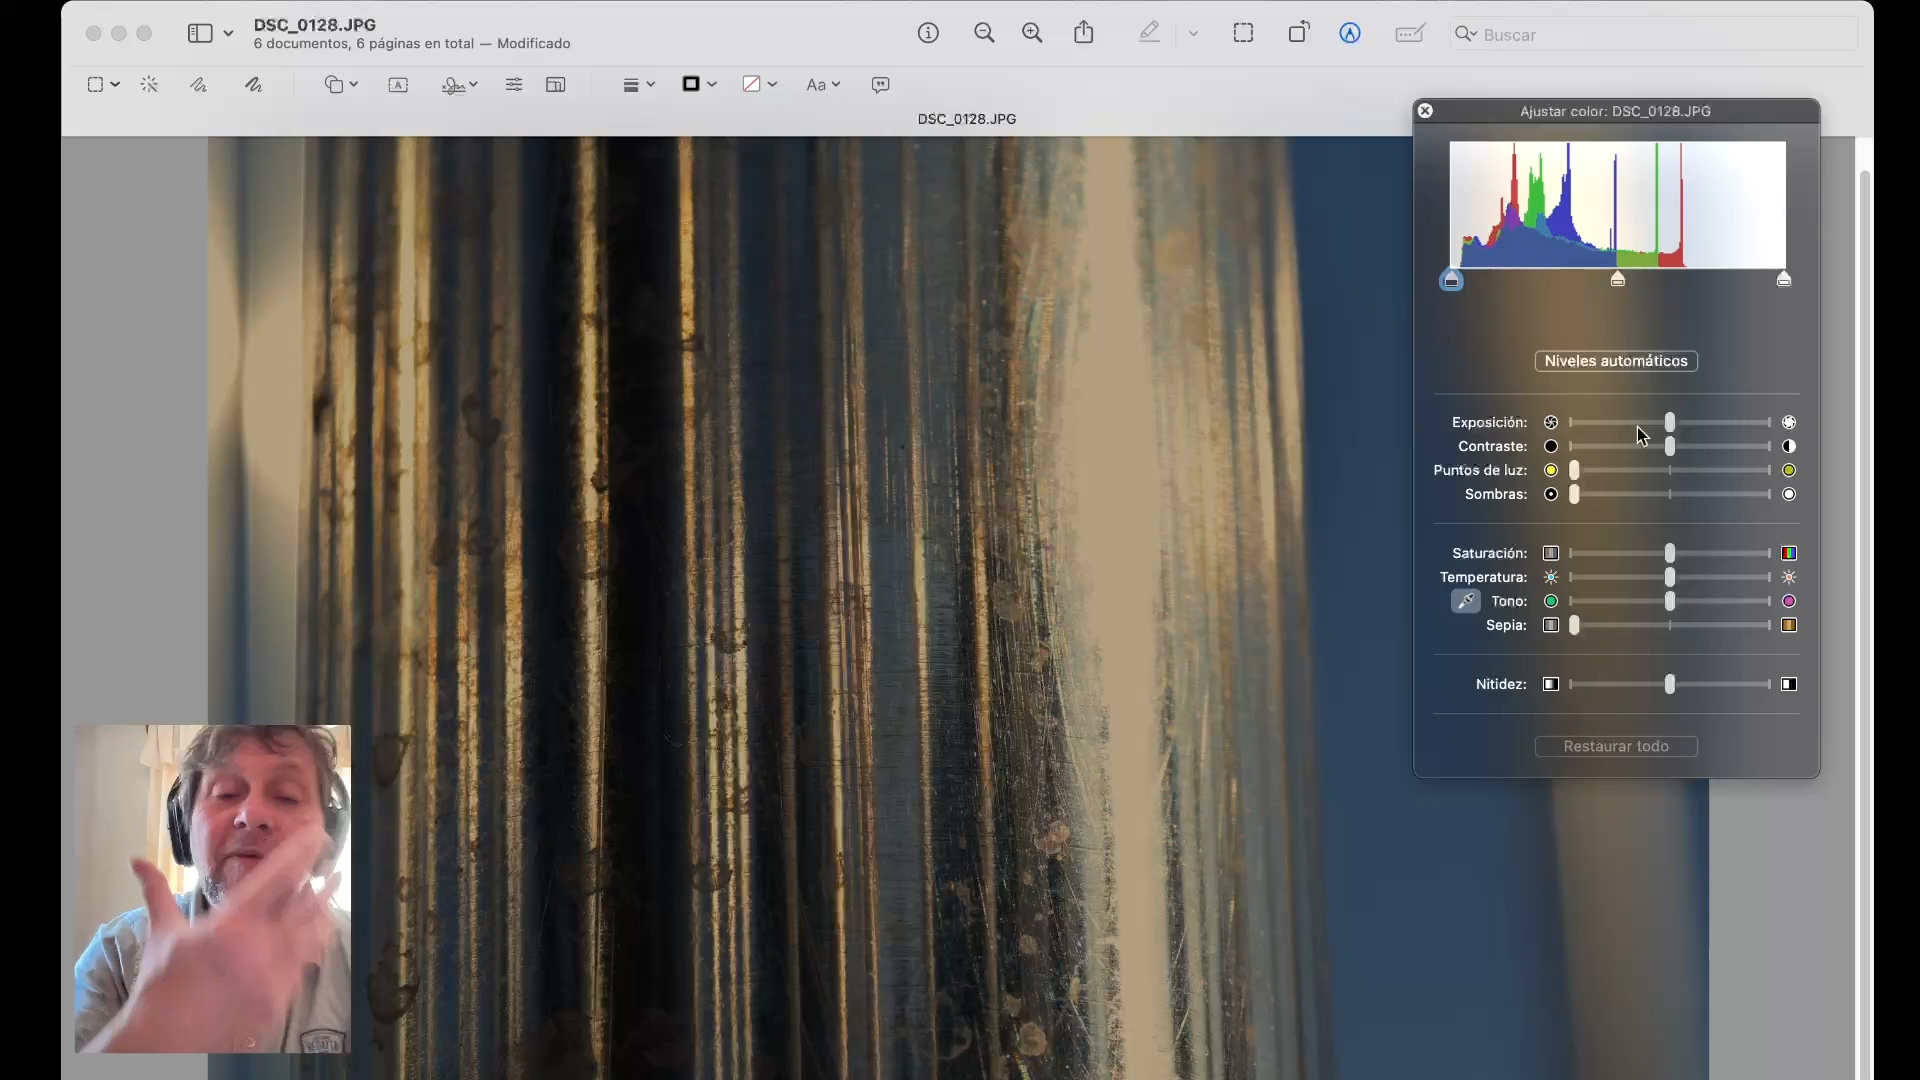 DSC_0128.JPG
6 documentos, 6 páginas en total — Modificado
Buscar
A
Aa
DSC_0128.JPG
Ajustar color: DSC_0128.JPG
Niveles automáticos
Exposición:
Contraste:
Puntos de luz:
Sombras:
Saturación:
Temperatura:
Tono:
Sepia:
Nitidez:
Restaurar todo